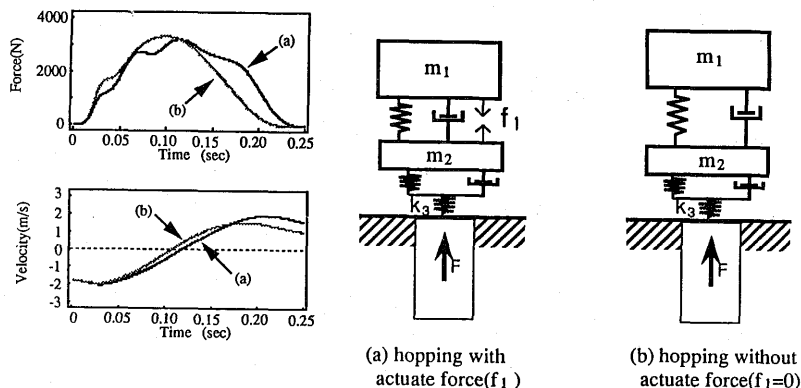 4000
2000
0
Force(N)
(a)
(b)
0 0.05 0.10 0.15 0.20 0.25
Time (sec)
3
2
1
0
-1
-2
-3
Velocity(m/s)
(b)
(a)
0 0.05 0.10 0.15 0.20 0.25
Time (sec)
m1
f1
m2
K3
F
(a) hopping with
actuate force(f1)
m1
m2
K3
F
(b) hopping without
actuate force(f1=0)